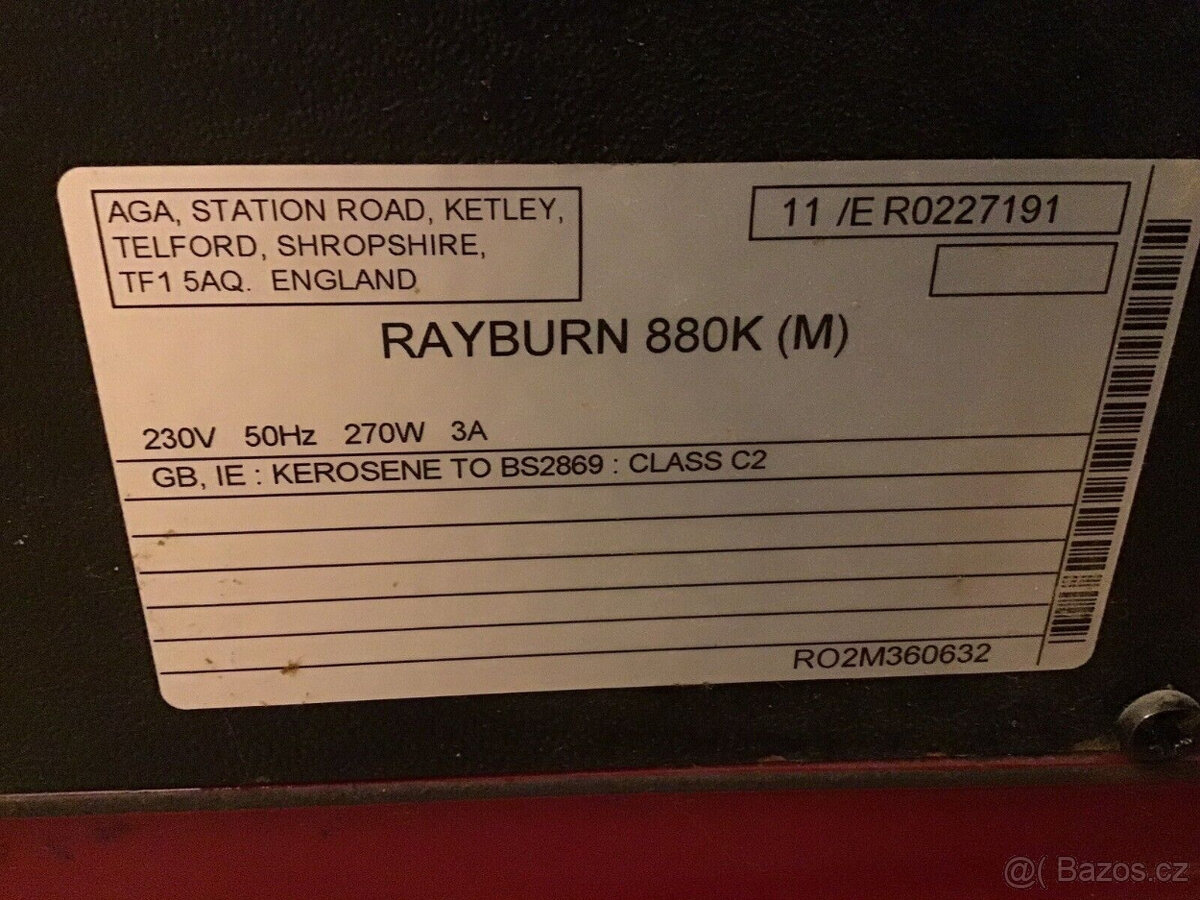 AGA, STATION ROAD, KETLEY,
TELFORD, SHROPSHIRE,
TF1 5AQ. ENGLAND
11 /E R0227191
RAYBURN 880K (M)
230V 50Hz 270W 3A
GB, IE : KEROSENE TO BS2869 : CLASS C2
RO2M360632
@( Bazos.cz